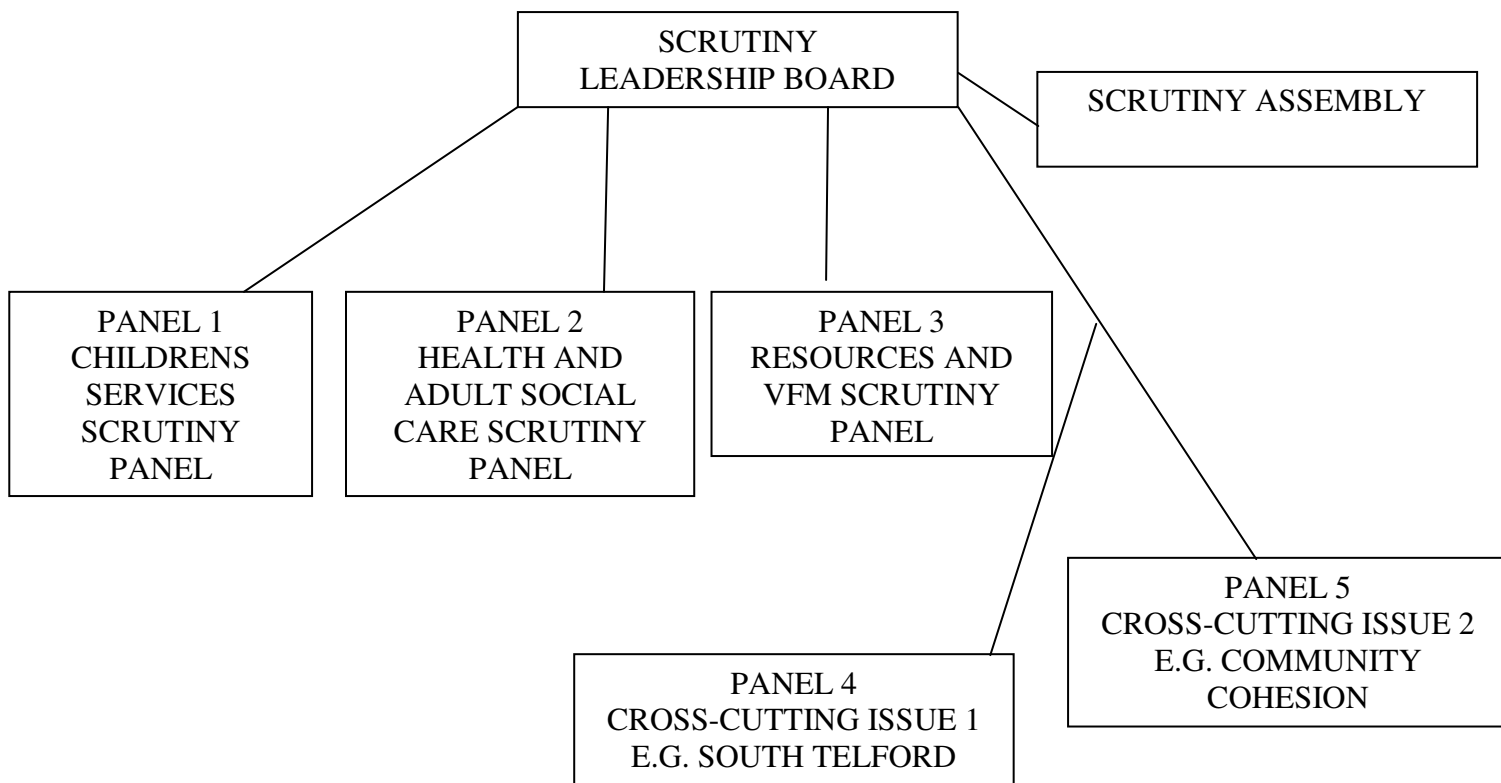 SCRUTINY
LEADERSHIP BOARD
SCRUTINY ASSEMBLY
PANEL 1
CHILDRENS
SERVICES
SCRUTINY
PANEL
PANEL 2
HEALTH AND
ADULT SOCIAL
CARE SCRUTINY
PANEL
PANEL 3
RESOURCES AND
VFM SCRUTINY
PANEL
PANEL 4
CROSS-CUTTING ISSUE 1
E.G. SOUTH TELFORD
PANEL 5
CROSS-CUTTING ISSUE 2
E.G. COMMUNITY
COHESION